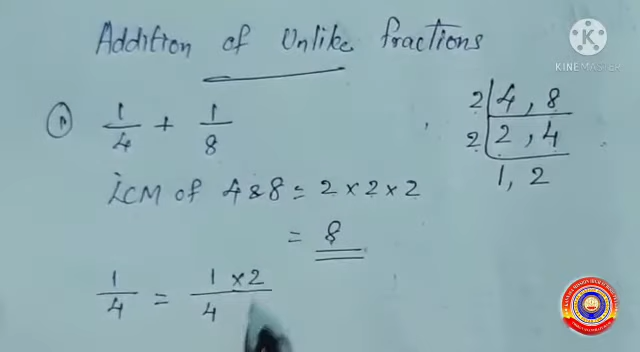 Addition of Unlike fractions
KINEMASTER
① 1/4 + 1/8
2 | 4, 8
2 | 2, 4
1, 2
LCM of 4 & 8 = 2 × 2 × 2
= 8
1/4 = 1 × 2 / 4